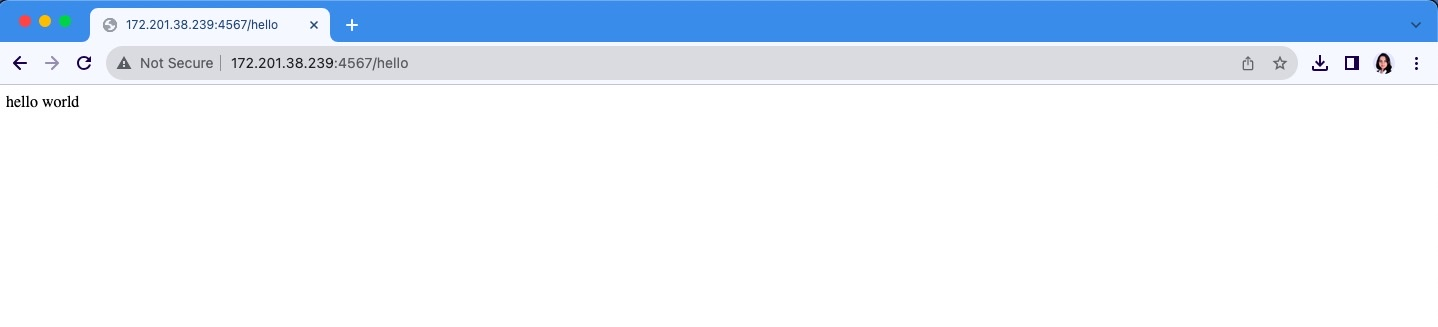 172.201.38.239:4567/hello
Not Secure 172.201.38.239:4567/hello
hello world